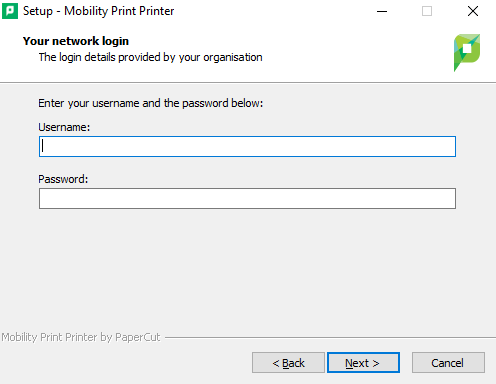 Setup - Mobility Print Printer
Your network login
The login details provided by your organisation
Enter your username and the password below:
Username:
Password:
Mobility Print Printer by PaperCut
< Back
Next >
Cancel